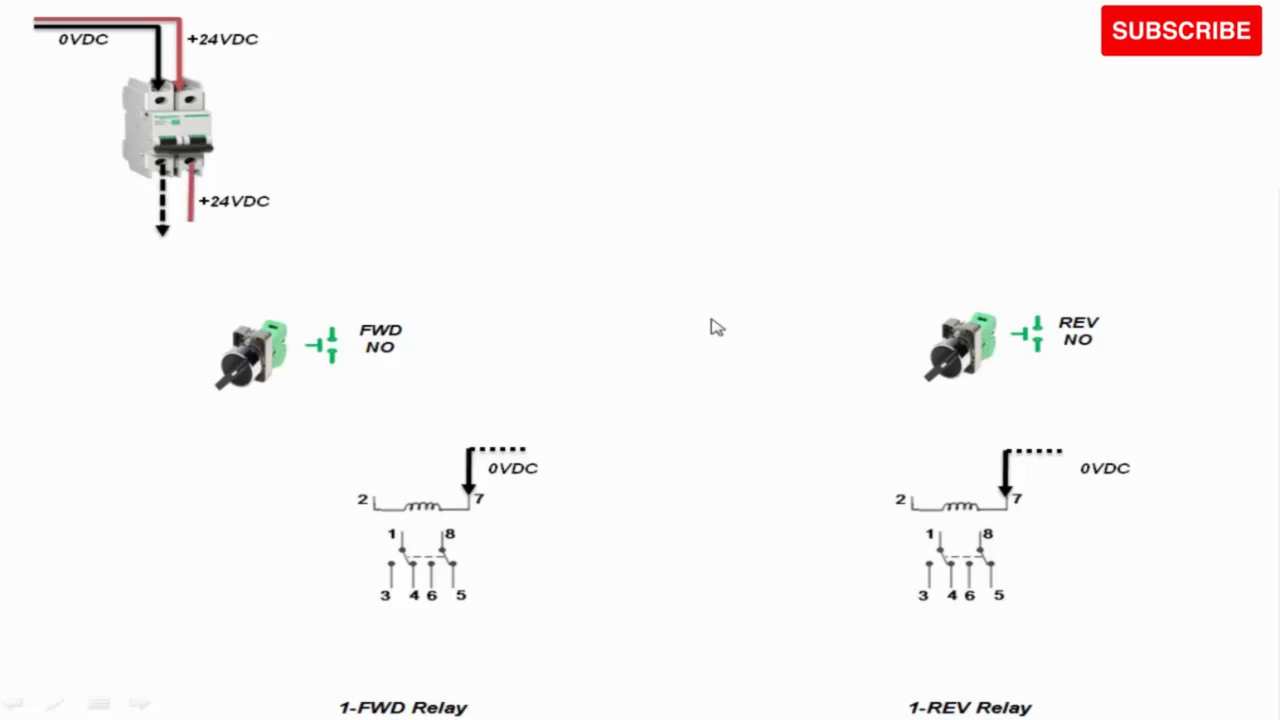 SUBSCRIBE
0VDC
+24VDC
+24VDC
FWD
NO
REV
NO
0VDC
2
7
1
8
3
4
6
5
0VDC
2
7
1
8
3
4
6
5
1-FWD Relay
1-REV Relay